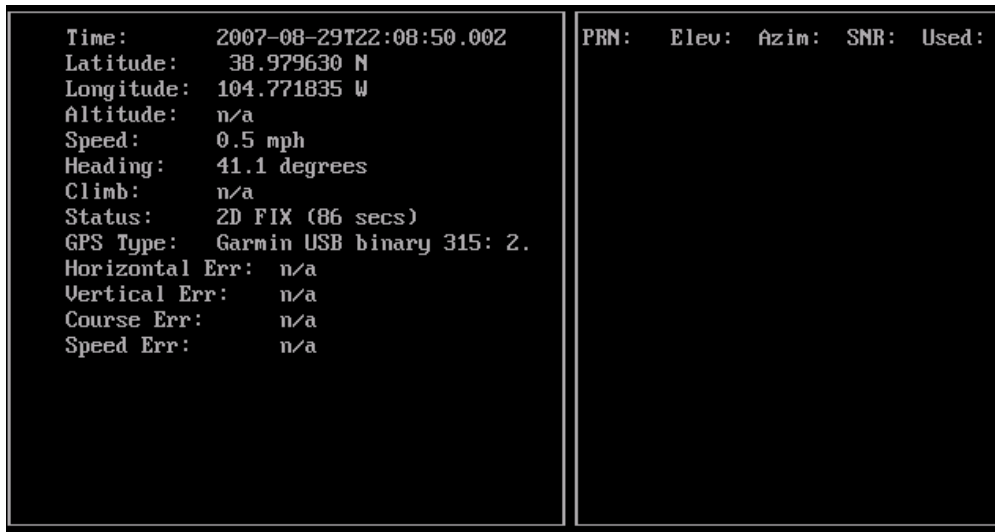 Time: 2007-08-29T22:08:50.00Z
Latitude: 38.979630 N
Longitude: 104.771835 W
Altitude: n/a
Speed: 0.5 mph
Heading: 41.1 degrees
Climb: n/a
Status: 2D FIX (86 secs)
GPS Type: Garmin USB binary 315: 2.
Horizontal Err: n/a
Vertical Err: n/a
Course Err: n/a
Speed Err: n/a
PRN: Elev: Azim: SNR: Used: